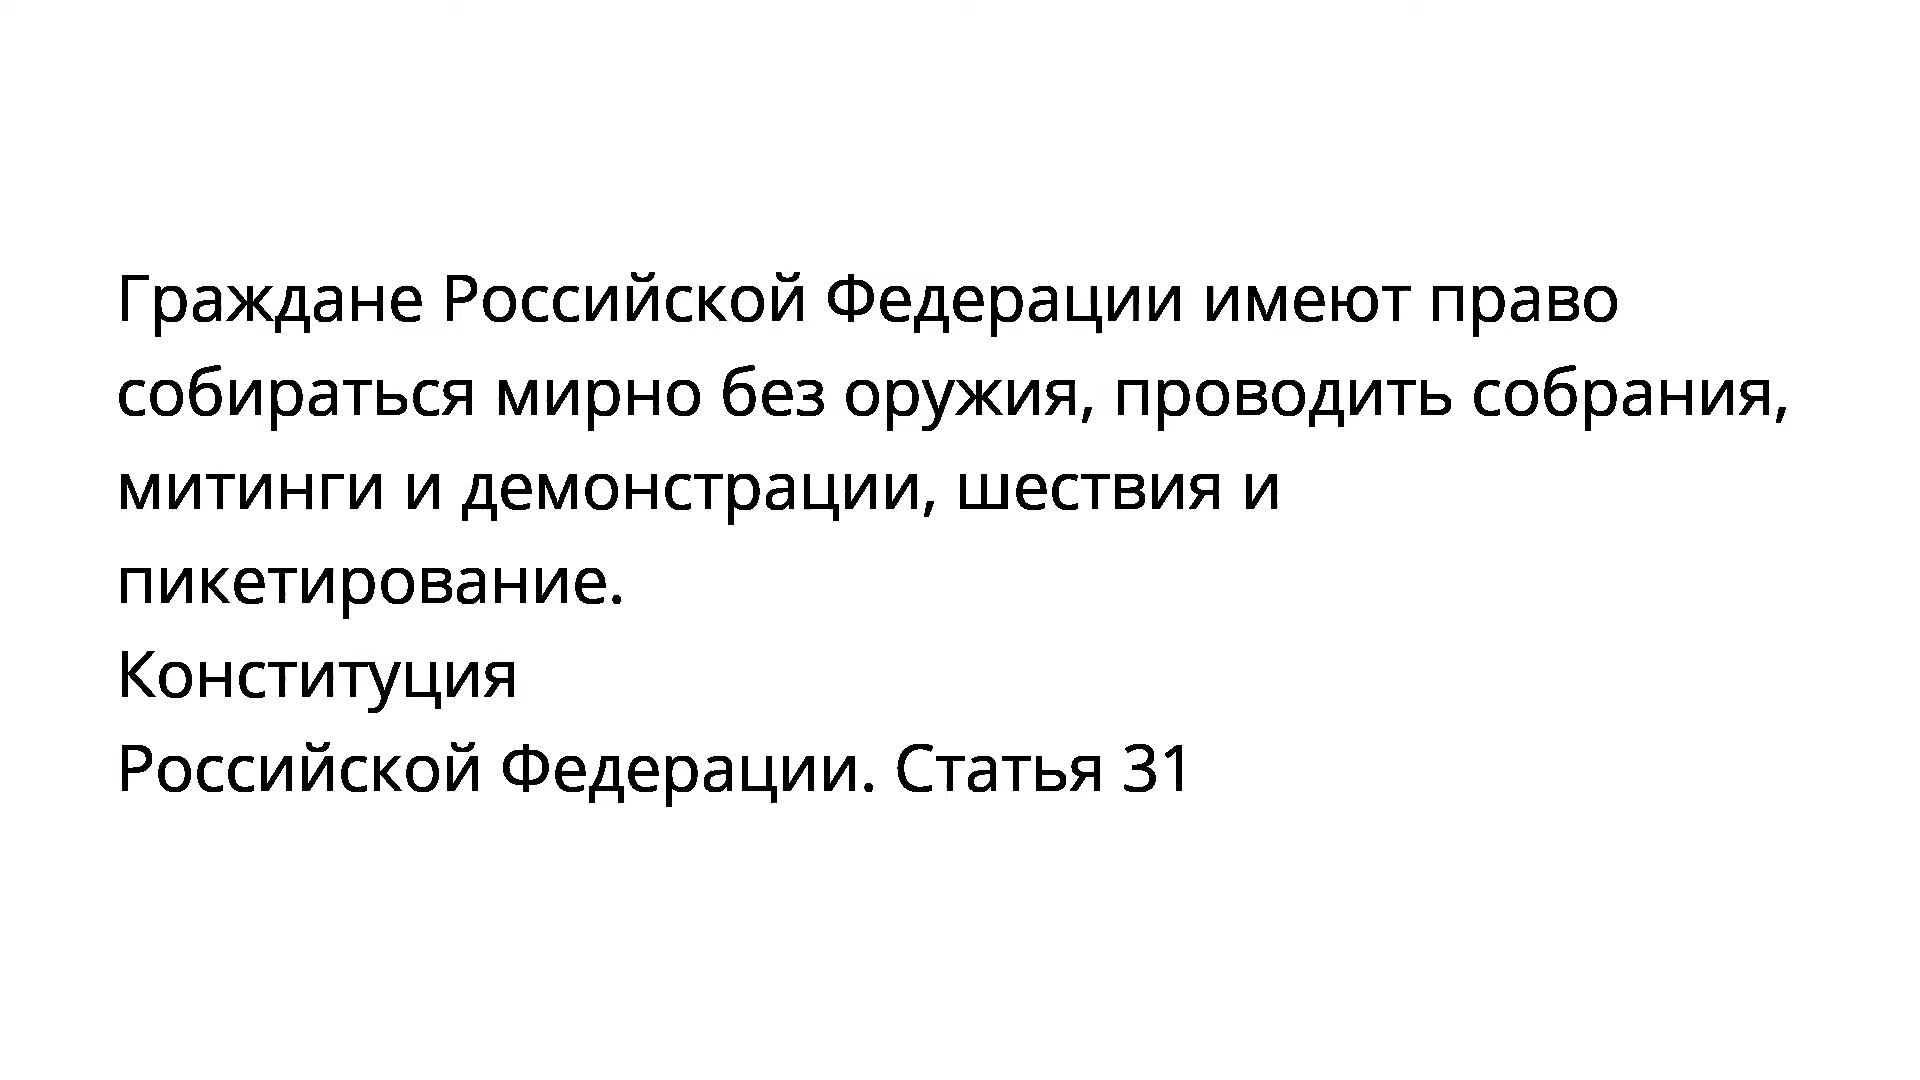 Граждане Российской Федерации имеют право
собираться мирно без оружия, проводить собрания,
митинги и демонстрации, шествия и
пикетирование.
Конституция
Российской Федерации. Статья 31